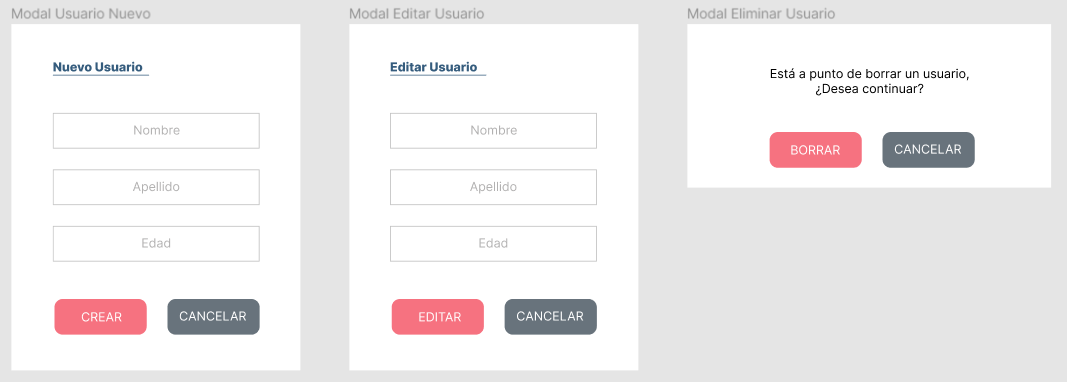 Modal Usuario Nuevo
Nuevo Usuario
Nombre
Apellido
Edad
CREAR
CANCELAR
Modal Editar Usuario
Editar Usuario
Nombre
Apellido
Edad
EDITAR
CANCELAR
Modal Eliminar Usuario
Está a punto de borrar un usuario,
¿Desea continuar?
BORRAR
CANCELAR